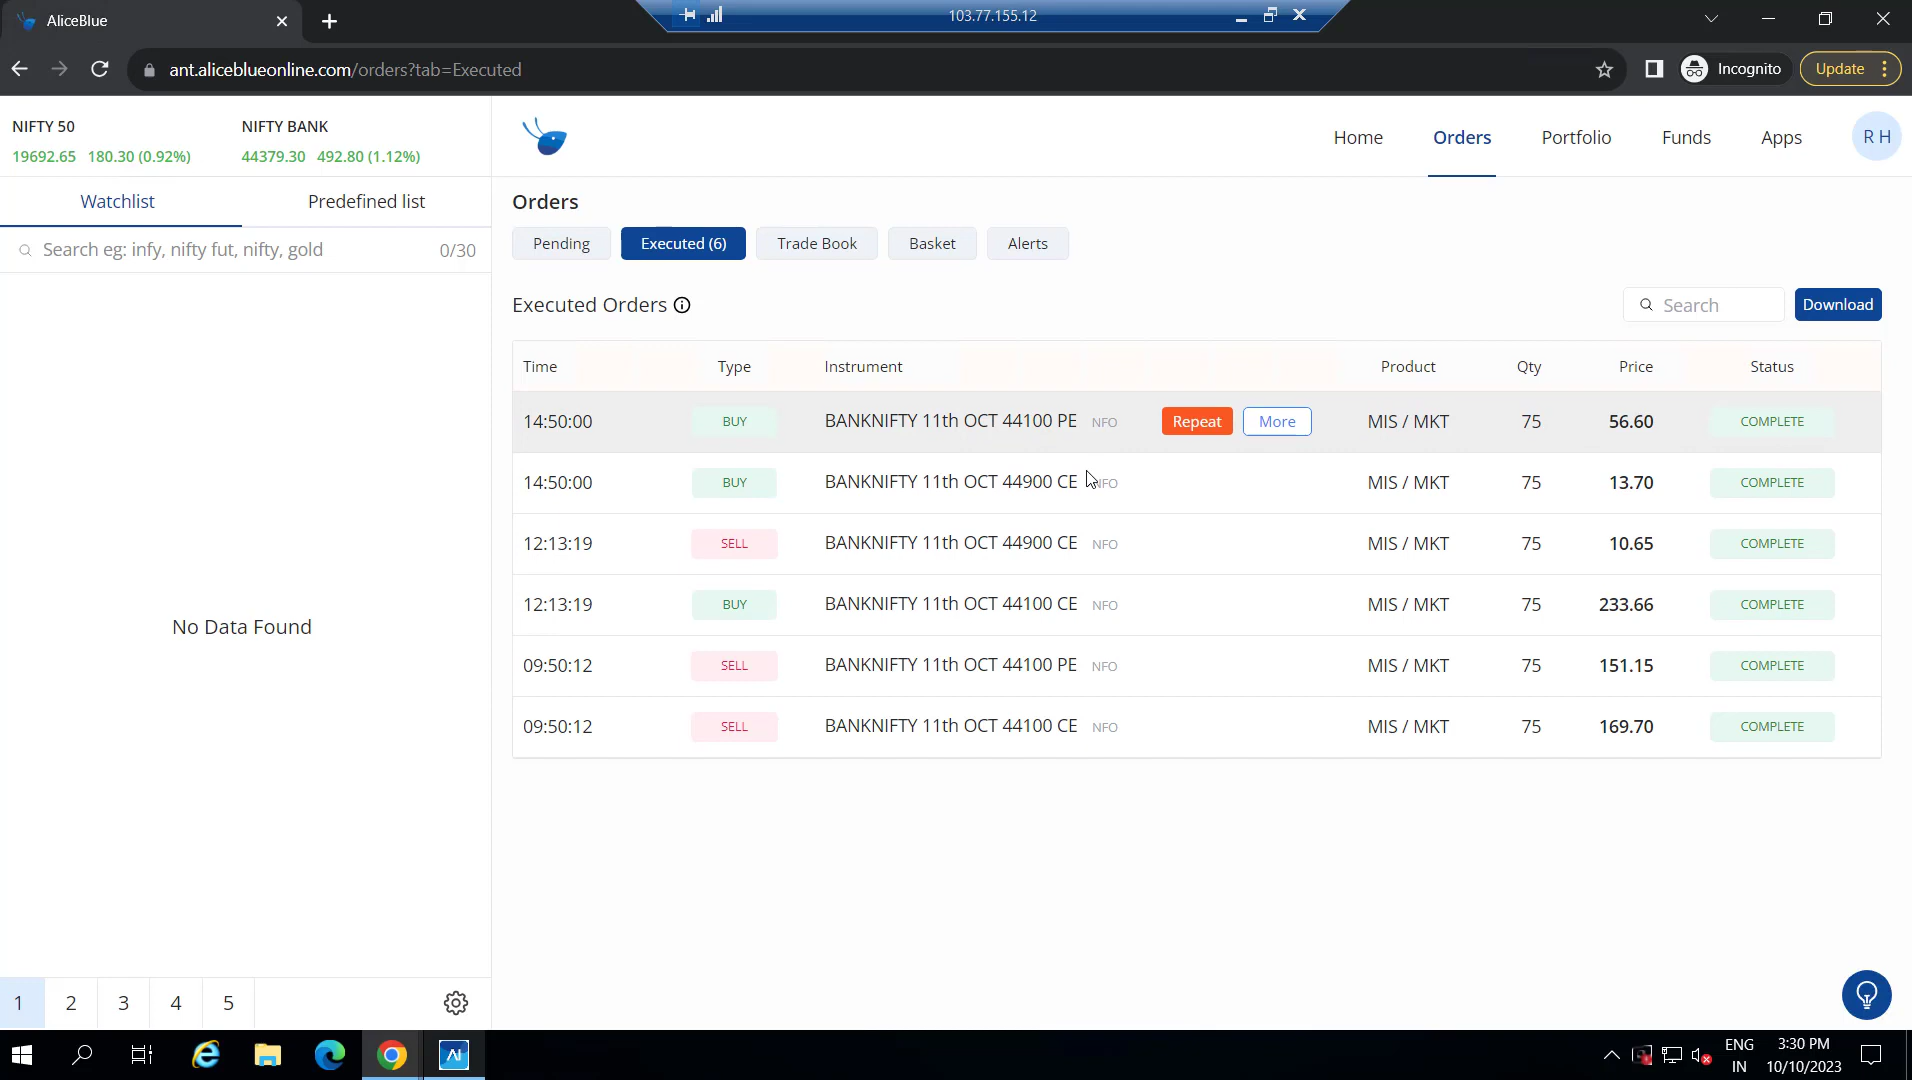 AliceBlue
103.77.155.12
ant.aliceblueonline.com/orders?tab=Executed
Incognito
Update
NIFTY 50
19692.65 180.30 (0.92%)
NIFTY BANK
44379.30 492.80 (1.12%)
Watchlist
Predefined list
Search eg: infy, nifty fut, nifty, gold
0/30
No Data Found
1 2 3 4 5
Home Orders Portfolio Funds Apps R H
Orders
Pending Executed (6) Trade Book Basket Alerts
Executed Orders
Search
Download
Time Type Instrument Product Qty Price Status
14:50:00 BUY BANKNIFTY 11th OCT 44100 PE NFO Repeat More MIS / MKT 75 56.60 COMPLETE
14:50:00 BUY BANKNIFTY 11th OCT 44900 CE NFO MIS / MKT 75 13.70 COMPLETE
12:13:19 SELL BANKNIFTY 11th OCT 44900 CE NFO MIS / MKT 75 10.65 COMPLETE
12:13:19 BUY BANKNIFTY 11th OCT 44100 CE NFO MIS / MKT 75 233.66 COMPLETE
09:50:12 SELL BANKNIFTY 11th OCT 44100 PE NFO MIS / MKT 75 151.15 COMPLETE
09:50:12 SELL BANKNIFTY 11th OCT 44100 CE NFO MIS / MKT 75 169.70 COMPLETE
ENG
IN
3:30 PM
10/10/2023